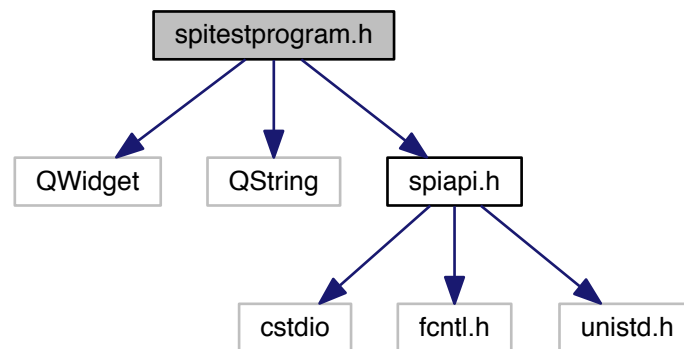 spitestprogram.h
QWidget
QString
spiapi.h
cstdio
fcntl.h
unistd.h